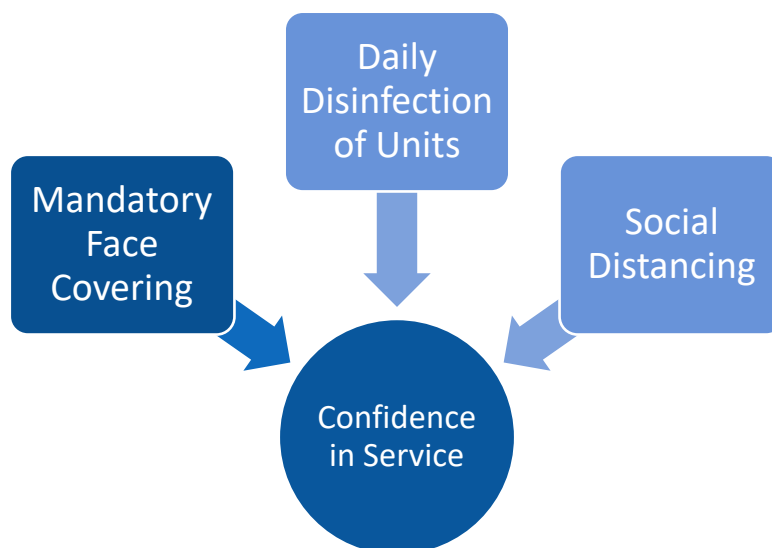 Daily
Disinfection
of Units
Mandatory
Face
Covering
Social
Distancing
Confidence
in Service